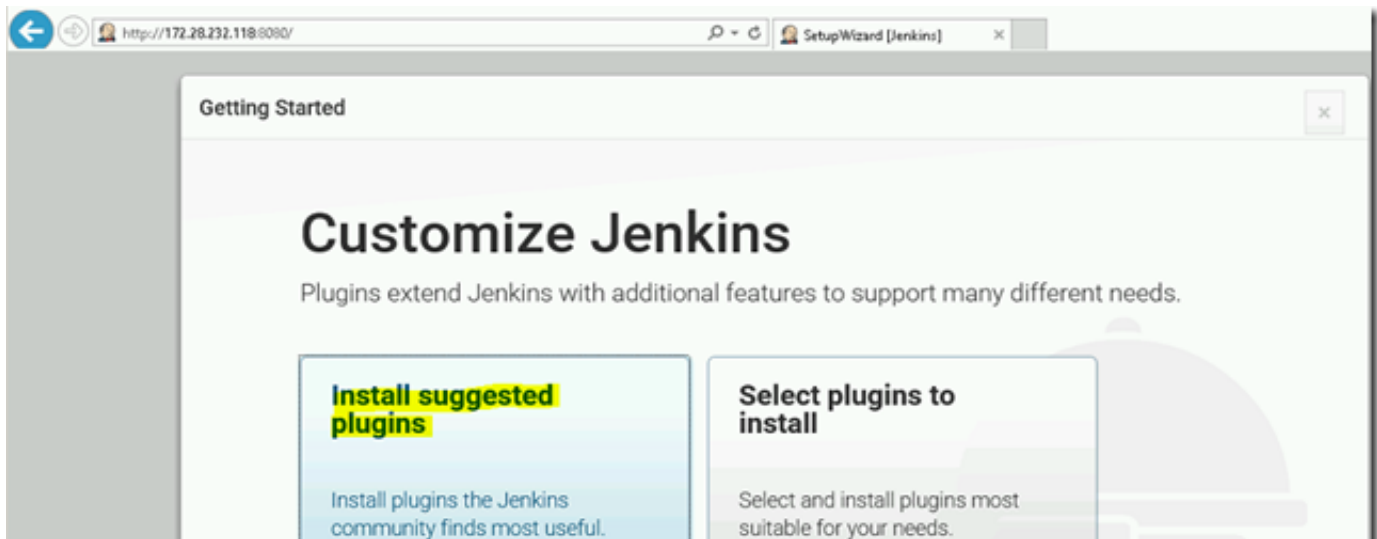 http://172.28.232.118:8080/
SetupWizard [Jenkins]
Getting Started
Customize Jenkins
Plugins extend Jenkins with additional features to support many different needs.
Install suggested
plugins
Install plugins the Jenkins
community finds most useful.
Select plugins to
install
Select and install plugins most
suitable for your needs.